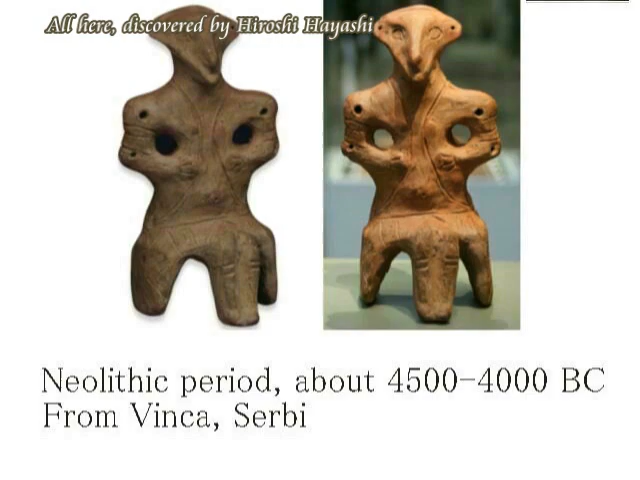 All here, discovered by Hiroshi Hayashi
Neolithic period, about 4500-4000 BC
From Vinca, Serbi